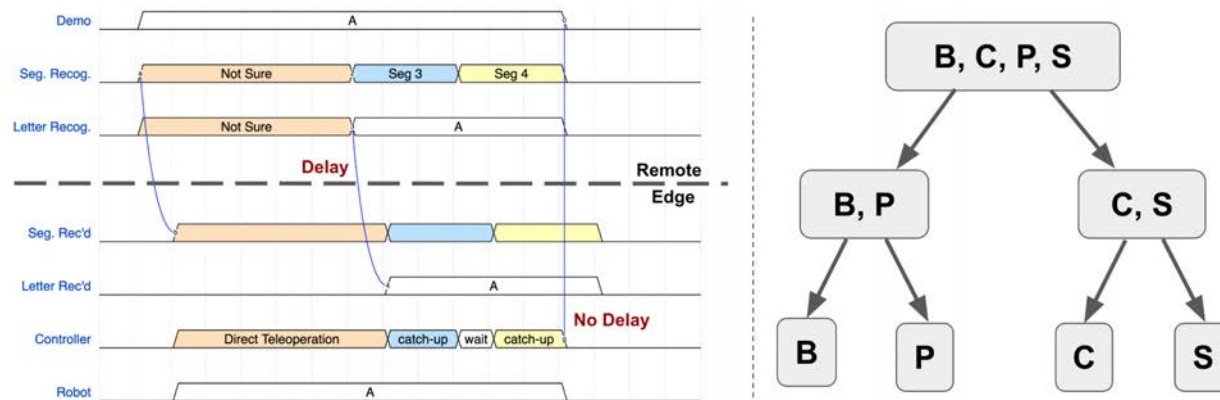 Demo
A
Seg. Recog.
Not Sure
Seg 3
Seg 4
Letter Recog.
Not Sure
A
Delay
Remote
Edge
Seg. Rec'd
Letter Rec'd
A
No Delay
Controller
Direct Teleoperation
catch-up
wait
catch-up
Robot
A
B, C, P, S
B, P
C, S
B
P
C
S